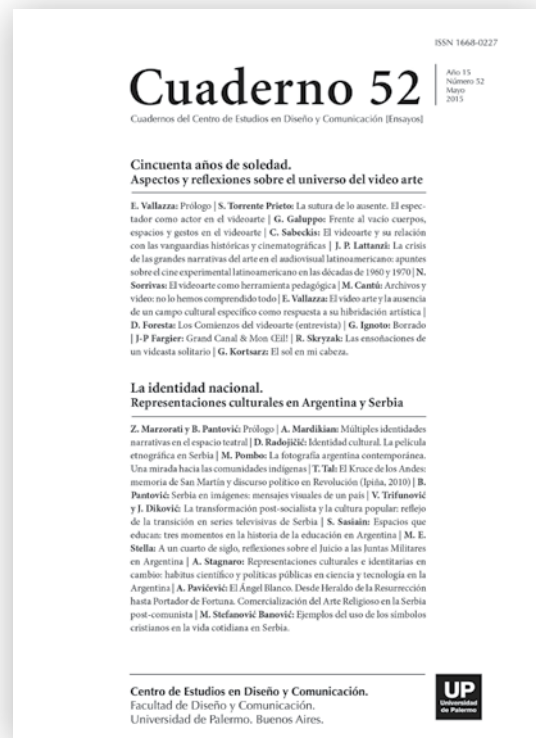 ISSN 1668-0227
Cuaderno 52
Año 15
Número 52
Mayo
2015
Cuadernos del Centro de Estudios en Diseño y Comunicación [Ensayos]
Cincuenta años de soledad.
Aspectos y reflexiones sobre el universo del video arte
E. Vallazza: Prólogo | S. Torrente Prieto: La sutura de lo ausente. El espec-
tador como actor en el videoarte | G. Galuppo: Frente al vacío cuerpos,
espacios y gestos en el videoarte | C. Sabeckis: El videoarte y su relación
con las vanguardias históricas y cinematográficas | J. P. Lattanzi: La crisis
de las grandes narrativas del arte en el audiovisual latinoamericano: apuntes
sobre el cine experimental latinoamericano en las décadas de 1960 y 1970 | N.
Sorrivas: El videoarte como herramienta pedagógica | M. Cantú: Archivos y
video: no lo hemos comprendido todo | E. Vallazza: El video arte y la ausencia
de un campo cultural específico como respuesta a su hibridación artística |
D. Foresta: Los Comienzos del videoarte (entrevista) | G. Ignoto: Borrado
| J-P Fargier: Grand Canal & Mon Œil! | R. Skryzak: Las ensoñaciones de
un videasta solitario | G. Kortsarz: El sol en mi cabeza.
La identidad nacional.
Representaciones culturales en Argentina y Serbia
Z. Marzorati y B. Pantović: Prólogo | A. Mardikian: Múltiples identidades
narrativas en el espacio teatral | D. Radojičić: Identidad cultural. La película
etnográfica en Serbia | M. Pombo: La fotografía argentina contemporánea.
Una mirada hacia las comunidades indígenas | T. Tal: El Kruce de los Andes:
memoria de San Martín y discurso político en Revolución (Ipiña, 2010) | B.
Pantović: Serbia en imágenes: mensajes visuales de un país | V. Trifunović
y J. Diković: La transformación post-socialista y la cultura popular: reflejo
de la transición en series televisivas de Serbia | S. Sasiain: Espacios que
educan: tres momentos en la historia de la educación en Argentina | M. E.
Stella: A un cuarto de siglo, reflexiones sobre el Juicio a las Juntas Militares
en Argentina | A. Stagnaro: Representaciones culturales e identitarias en
cambio: habitus científico y políticas públicas en ciencia y tecnología en la
Argentina | A. Pavićević: El Ángel Blanco. Desde Heraldo de la Resurrección
hasta Portador de Fortuna. Comercialización del Arte Religioso en la Serbia
post-comunista | M. Stefanović Banović: Ejemplos del uso de los símbolos
cristianos en la vida cotidiana en Serbia.
Centro de Estudios en Diseño y Comunicación.
Facultad de Diseño y Comunicación.
Universidad de Palermo. Buenos Aires.
UP
Universidad
de Palermo